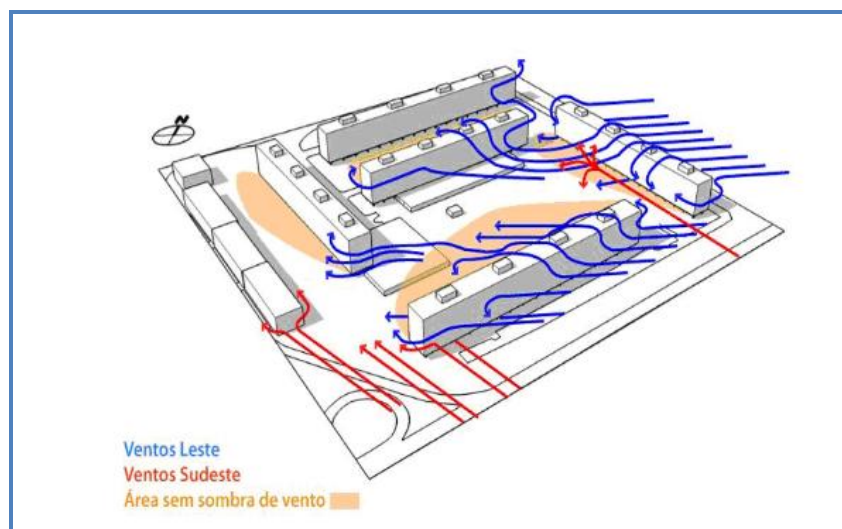 N
Ventos Leste
Ventos Sudeste
Área sem sombra de vento